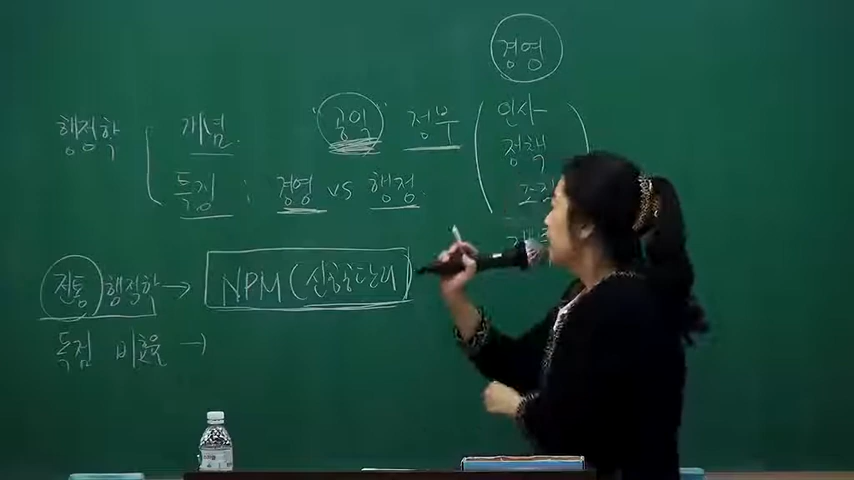 경영
행정학 개념 공익 정부 인사
정책
특징 : 경영 vs 행정 조직
전통 행정학 → NPM (신공공관리)
독점 비효율 →